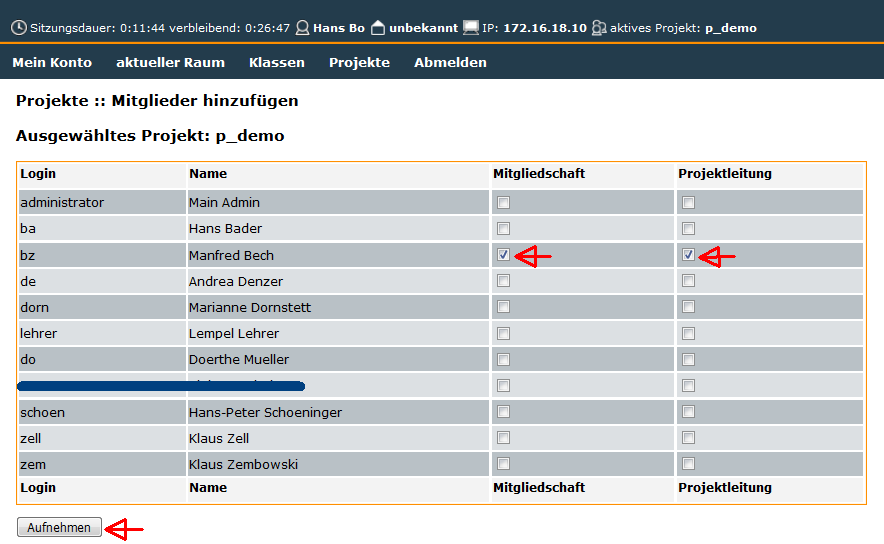 Sitzungsdauer: 0:11:44 verbleibend: 0:26:47 Hans Bo unbekannt IP: 172.16.18.10 aktives Projekt: p_demo
Mein Konto aktueller Raum Klassen Projekte Abmelden
Projekte :: Mitglieder hinzufügen
Ausgewähltes Projekt: p_demo
Login Name Mitgliedschaft Projektleitung
administrator Main Admin
ba Hans Bader
bz Manfred Bech
de Andrea Denzer
dorn Marianne Dornstett
lehrer Lempel Lehrer
do Doerthe Mueller
schoen Hans-Peter Schoeninger
zell Klaus Zell
zem Klaus Zembowski
Login Name Mitgliedschaft Projektleitung
Aufnehmen